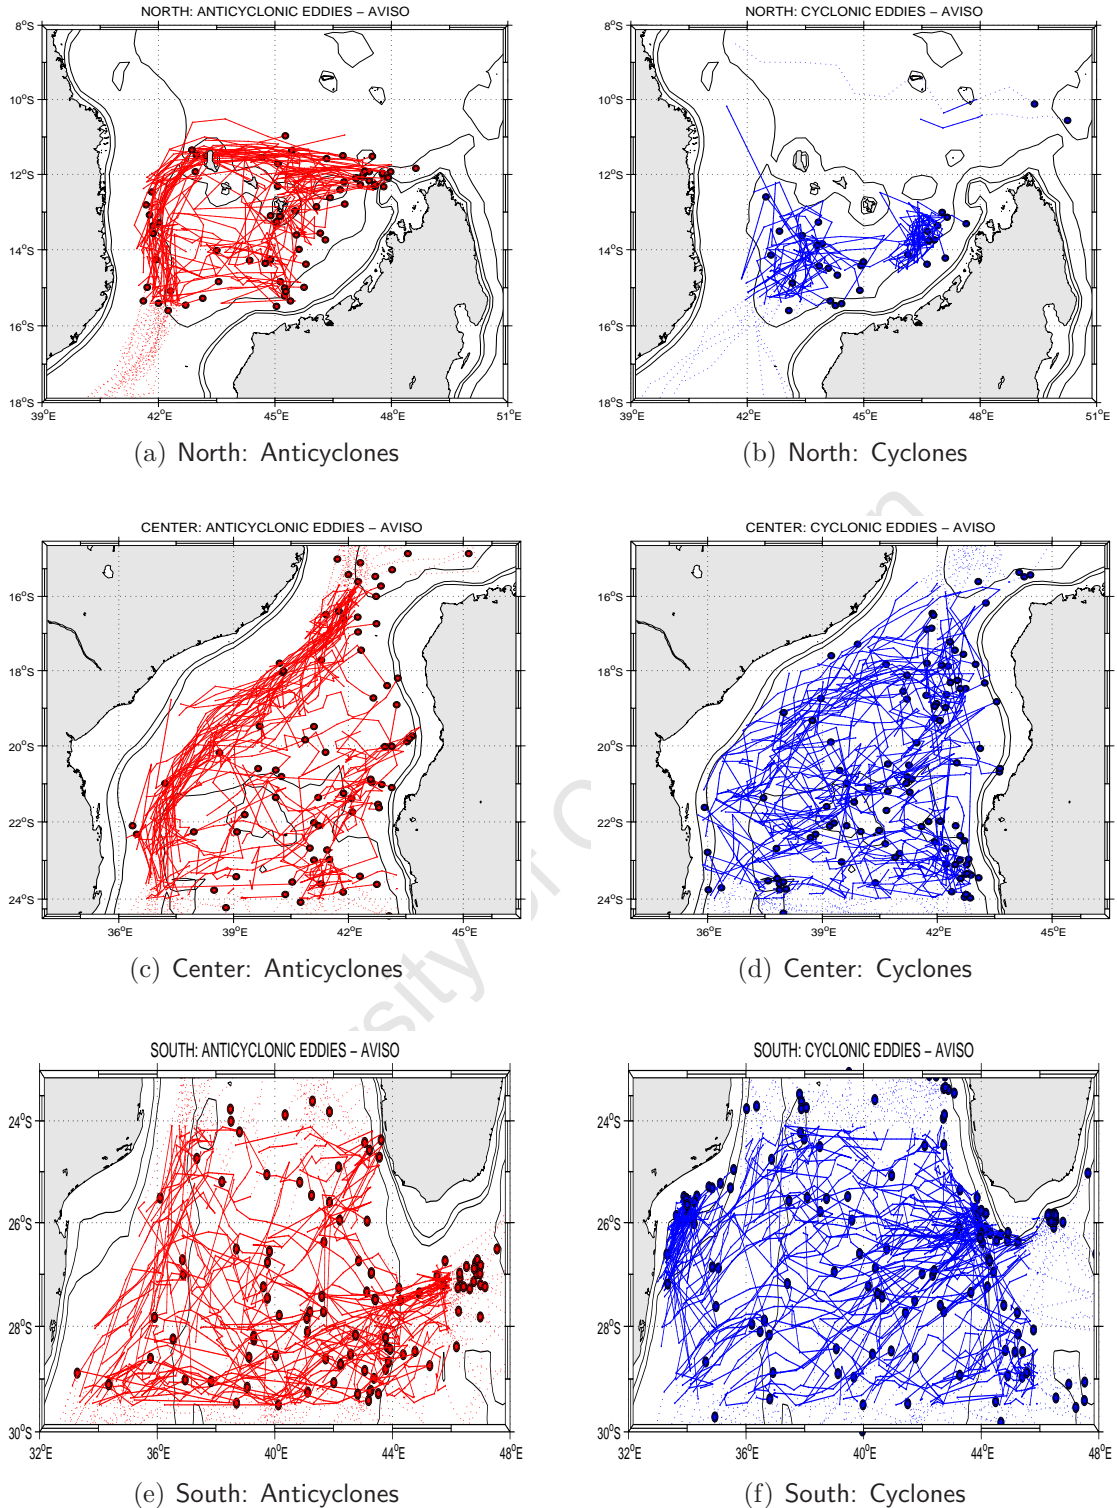 NORTH: ANTICYCLONIC EDDIES − AVISO
8°S
10°S
12°S
14°S
16°S
18°S
39°E 42°E 45°E 48°E 51°E
(a) North: Anticyclones
NORTH: CYCLONIC EDDIES − AVISO
8°S
10°S
12°S
14°S
16°S
18°S
39°E 42°E 45°E 48°E 51°E
(b) North: Cyclones
CENTER: ANTICYCLONIC EDDIES − AVISO
16°S
18°S
20°S
22°S
24°S
36°E 39°E 42°E 45°E
(c) Center: Anticyclones
CENTER: CYCLONIC EDDIES − AVISO
16°S
18°S
20°S
22°S
24°S
36°E 39°E 42°E 45°E
(d) Center: Cyclones
SOUTH: ANTICYCLONIC EDDIES − AVISO
24°S
26°S
28°S
30°S
32°E 36°E 40°E 44°E 48°E
(e) South: Anticyclones
SOUTH: CYCLONIC EDDIES − AVISO
24°S
26°S
28°S
30°S
32°E 36°E 40°E 44°E 48°E
(f) South: Cyclones